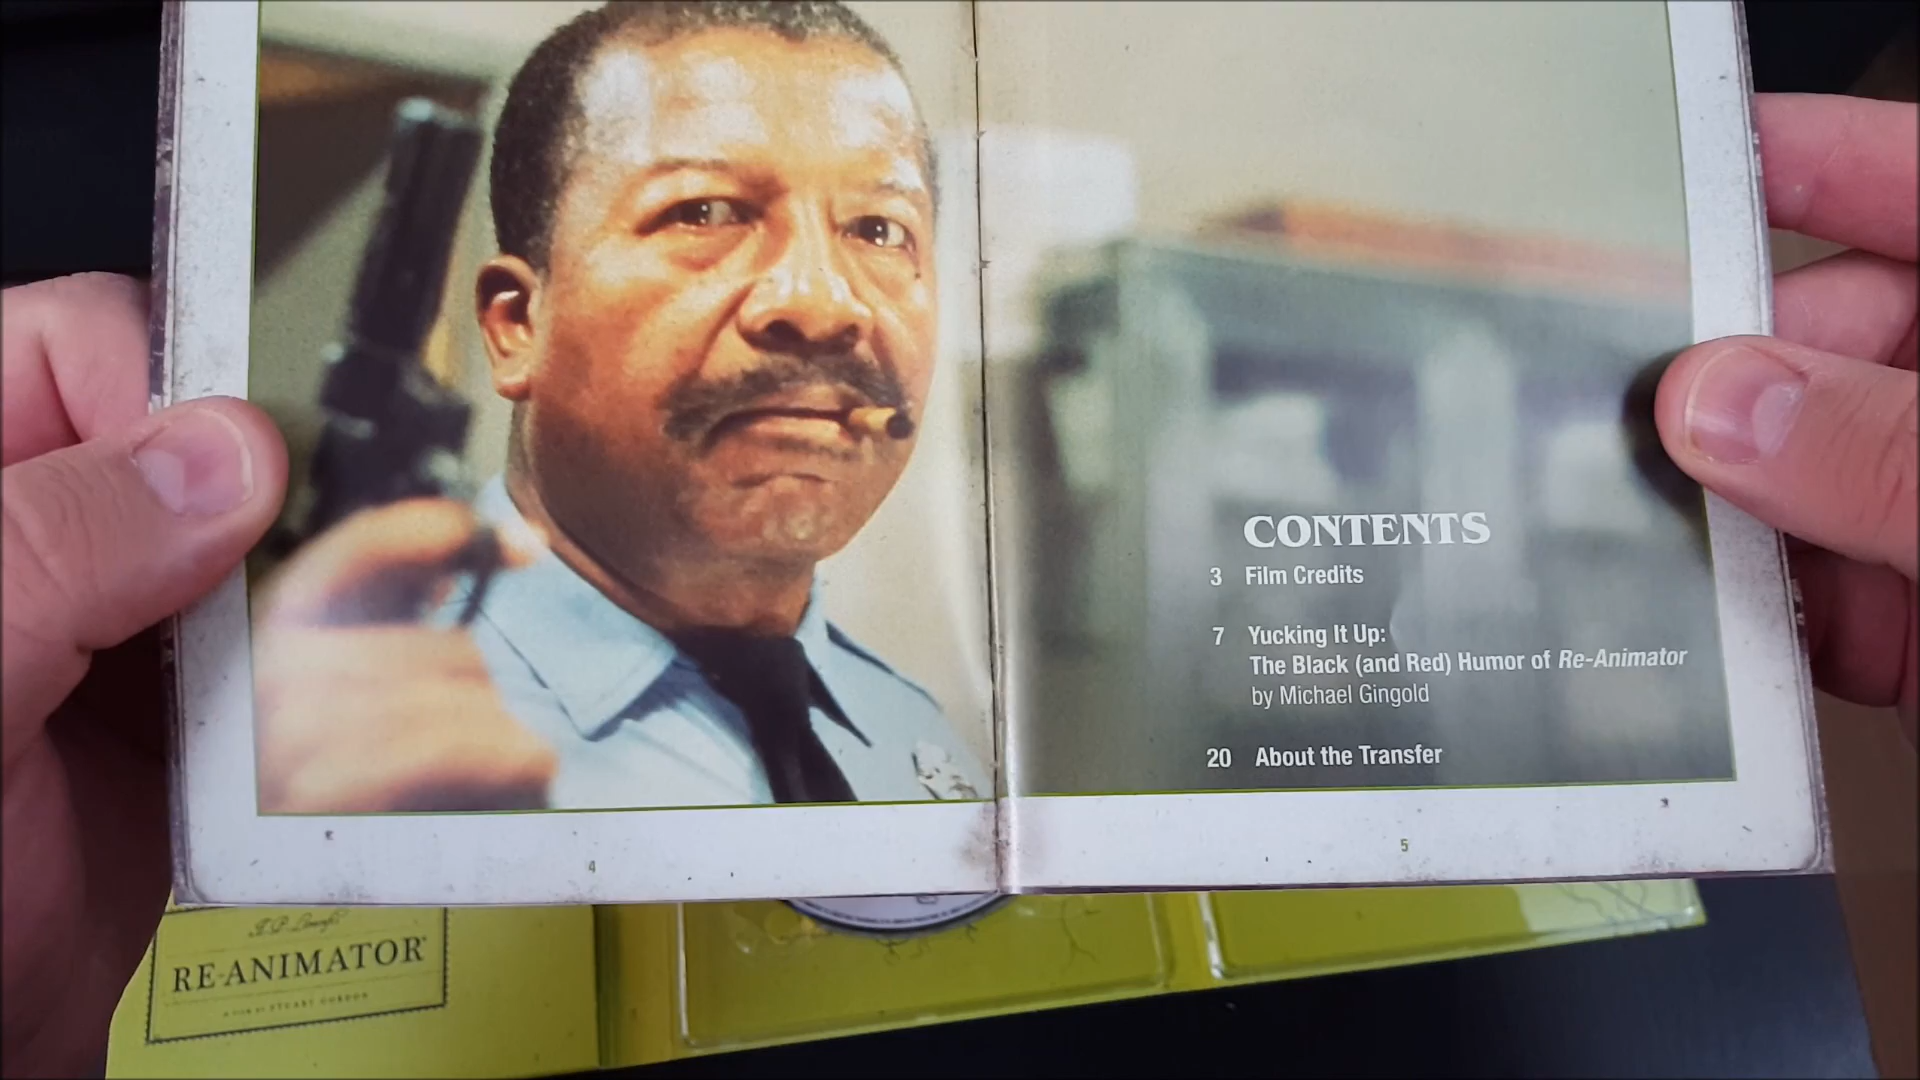 CONTENTS
3 Film Credits
7 Yucking It Up:
The Black (and Red) Humor of Re-Animator
by Michael Gingold
20 About the Transfer
4
5
RE-ANIMATOR
A FILM BY STUART GORDON